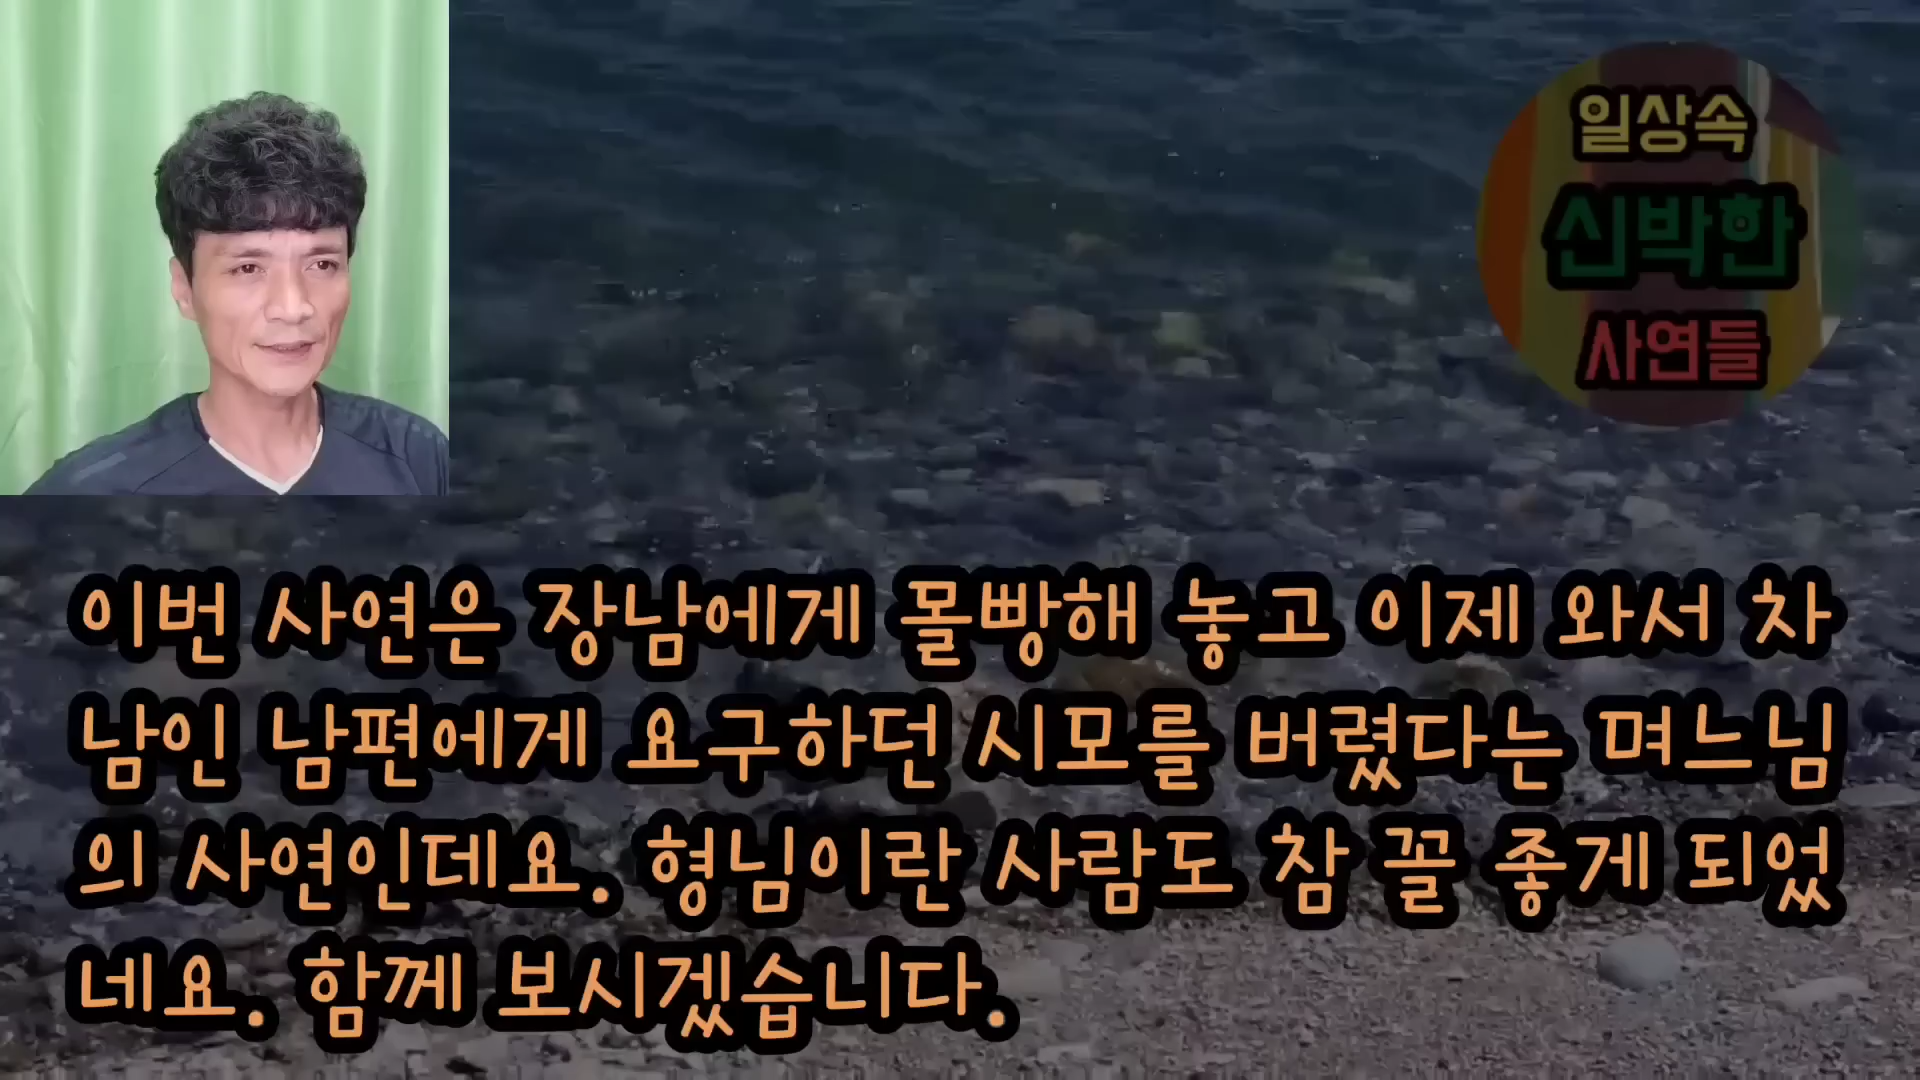 일상속
신박한
사연들
이번 사연은 장남에게 몰빵해 놓고 이제 와서 차
남인 남편에게 요구하던 시모를 버렸다는 며느님
의 사연인데요. 형님이란 사람도 참 꼴 좋게 되었
네요. 함께 보시겠습니다.